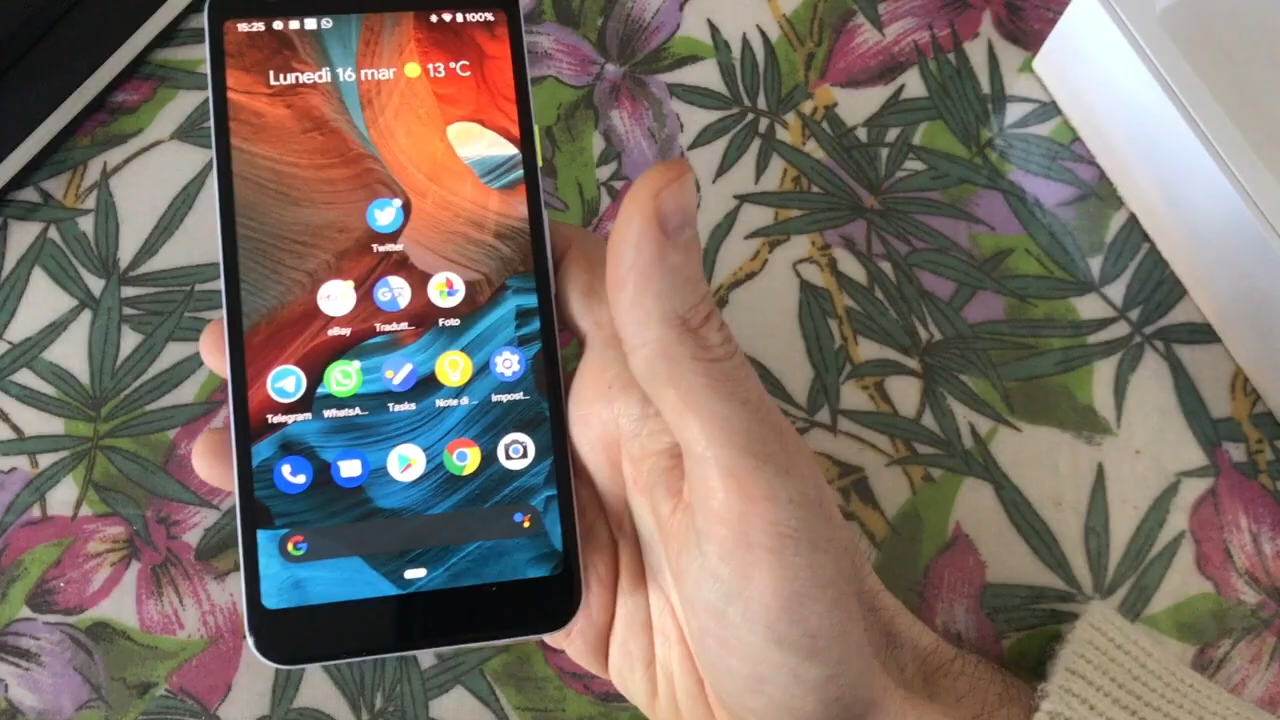 15:25
100%
Lunedì 16 mar 13 °C
Twitter
eBay
Tradutt...
Foto
Telegram
WhatsA...
Tasks
Note di ...
Impost...